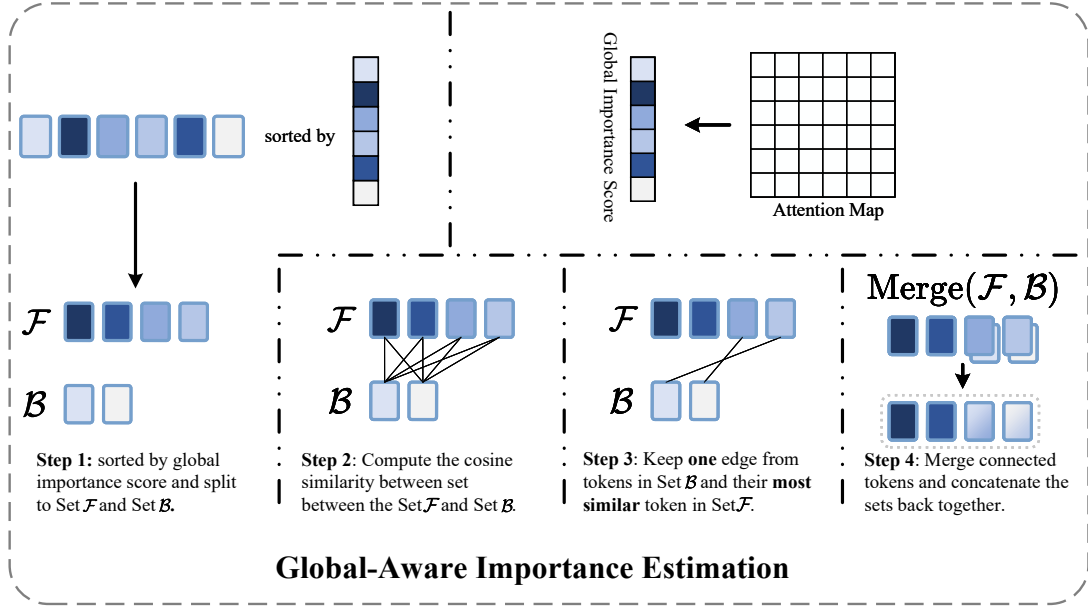 sorted by
Global Importance Score
Attention Map
ℱ
ℬ
Step 1: sorted by global
importance score and split
to Set ℱ and Set ℬ.
ℱ
ℬ
Step 2: Compute the cosine
similarity between set
between the Set ℱ and Set ℬ.
ℱ
ℬ
Step 3: Keep one edge from
tokens in Set ℬ and their most
similar token in Set ℱ.
Merge(ℱ, ℬ)
Step 4: Merge connected
tokens and concatenate the
sets back together.
Global-Aware Importance Estimation